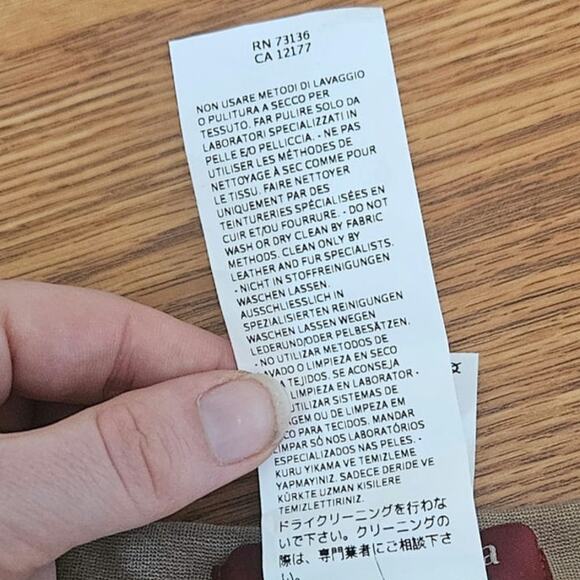 RN 73136
CA 12177
NON USARE METODI DI LAVAGGIO
O PULITURA A SECCO PER
TESSUTO. FAR PULIRE SOLO DA
LABORATORI SPECIALIZZATI IN
PELLE E/O PELLICCIA. - NE PAS
UTILISER LES MÉTHODES DE
NETTOYAGE À SEC COMME POUR
LE TISSU. FAIRE NETTOYER
UNIQUEMENT PAR DES
TEINTURERIES SPÉCIALISÉES EN
CUIR ET/OU FOURRURE. - DO NOT
WASH OR DRY CLEAN BY FABRIC
METHODS. CLEAN ONLY BY
LEATHER AND FUR SPECIALISTS.
- NICHT IN STOFFREINIGUNGEN
WASCHEN LASSEN.
AUSSCHLIESSLICH IN
SPEZIALISIERTEN REINIGUNGEN
WASCHEN LASSEN WEGEN
LEDERUND/ODER PELBESÄTZEN.
- NO UTILIZAR METODOS DE
AVADO O LIMPIEZA EN SECO
A TEJIDOS. SE ACONSEJA
LIMPIEZA EN LABORATOR -
UTILIZAR SISTEMAS DE
AGEM OU DE LIMPEZA EM
CO PARA TECIDOS. MANDAR
LIMPAR SÓ NOS LABORATÓRIOS
ESPECIALIZADOS NAS PELES. -
KURU YIKAMA VE TEMIZLEME
YAPMAYINIZ. SADECE DERIDE VE
KÜRKTE UZMAN KISILERE
TEMIZLETTIRINIZ.
ドライクリーニングを行わな
いで下さい。クリーニングの
際は、専門業者にご相談下さ
い。
a